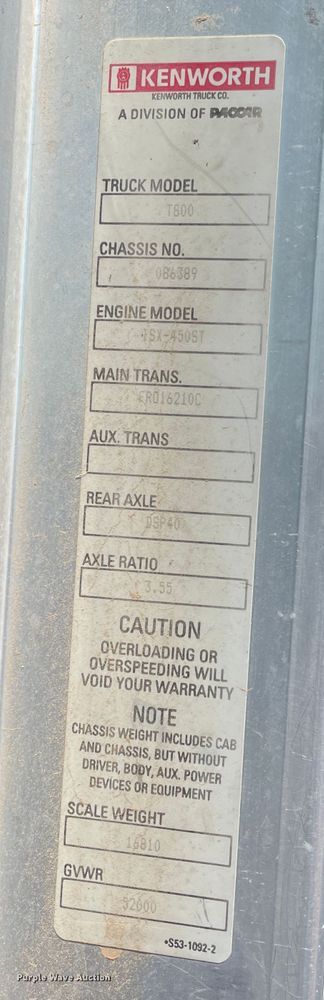 KENWORTH
KENWORTH TRUCK CO.
A DIVISION OF PACCAR
TRUCK MODEL
T800
CHASSIS NO.
086389
ENGINE MODEL
ISX-450ST
MAIN TRANS.
FRO16210C
AUX. TRANS
REAR AXLE
DSP40
AXLE RATIO
3.55
CAUTION
OVERLOADING OR
OVERSPEEDING WILL
VOID YOUR WARRANTY
NOTE
CHASSIS WEIGHT INCLUDES CAB
AND CHASSIS, BUT WITHOUT
DRIVER, BODY, AUX. POWER
DEVICES OR EQUIPMENT
SCALE WEIGHT
16810
GVWR
52000
•S53-1092-2
Purple Wave Auction